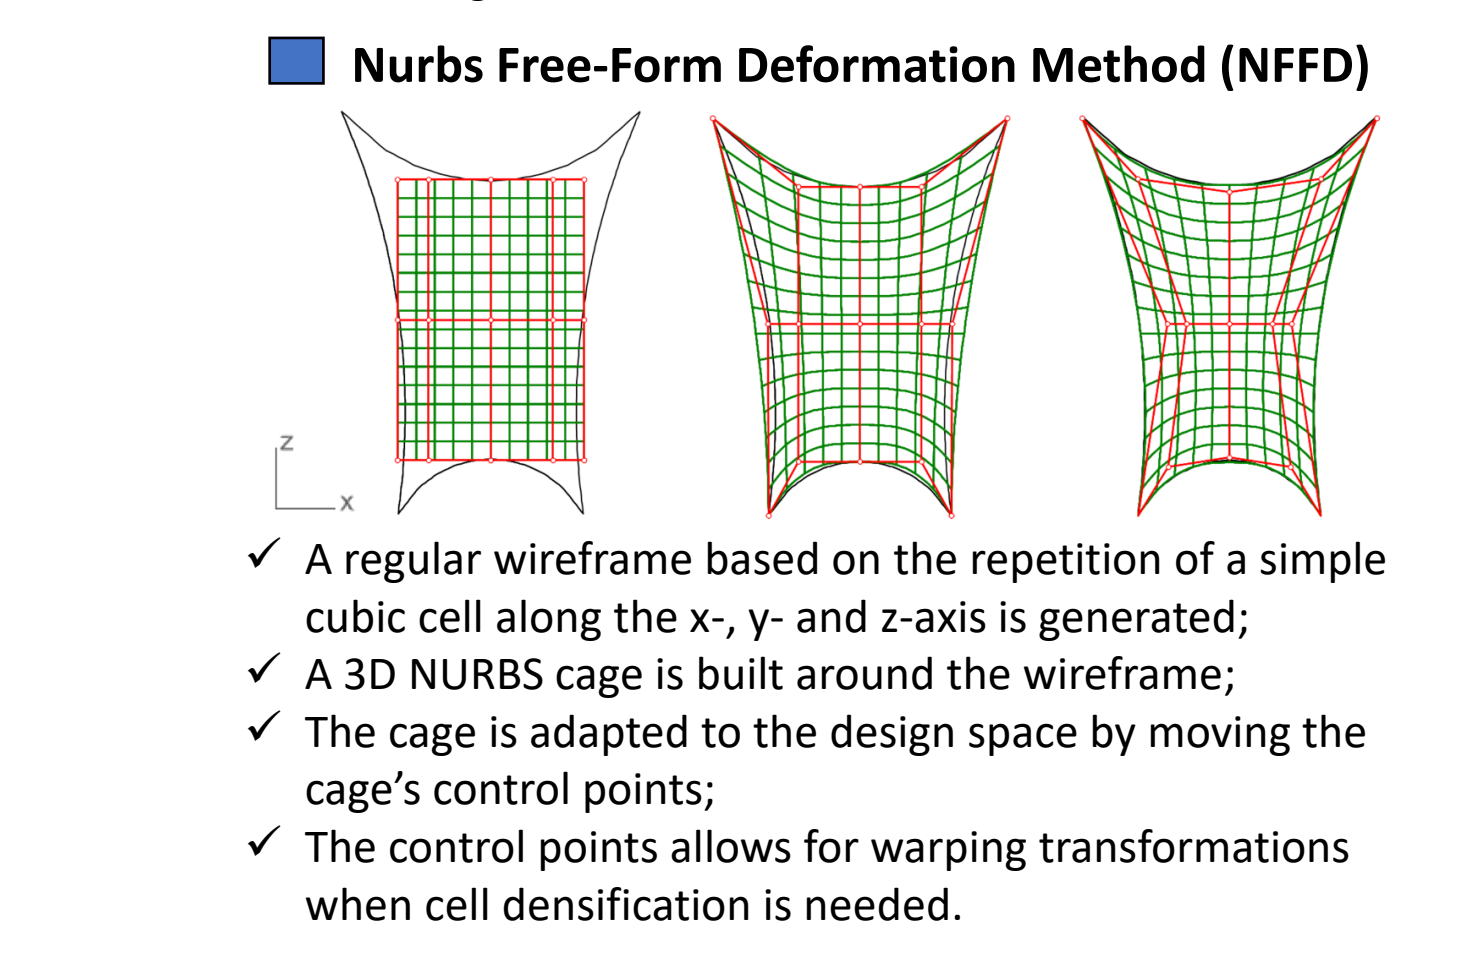 Nurbs Free-Form Deformation Method (NFFD)
z
x
✓ A regular wireframe based on the repetition of a simple
cubic cell along the x-, y- and z-axis is generated;
✓ A 3D NURBS cage is built around the wireframe;
✓ The cage is adapted to the design space by moving the
cage’s control points;
✓ The control points allows for warping transformations
when cell densification is needed.